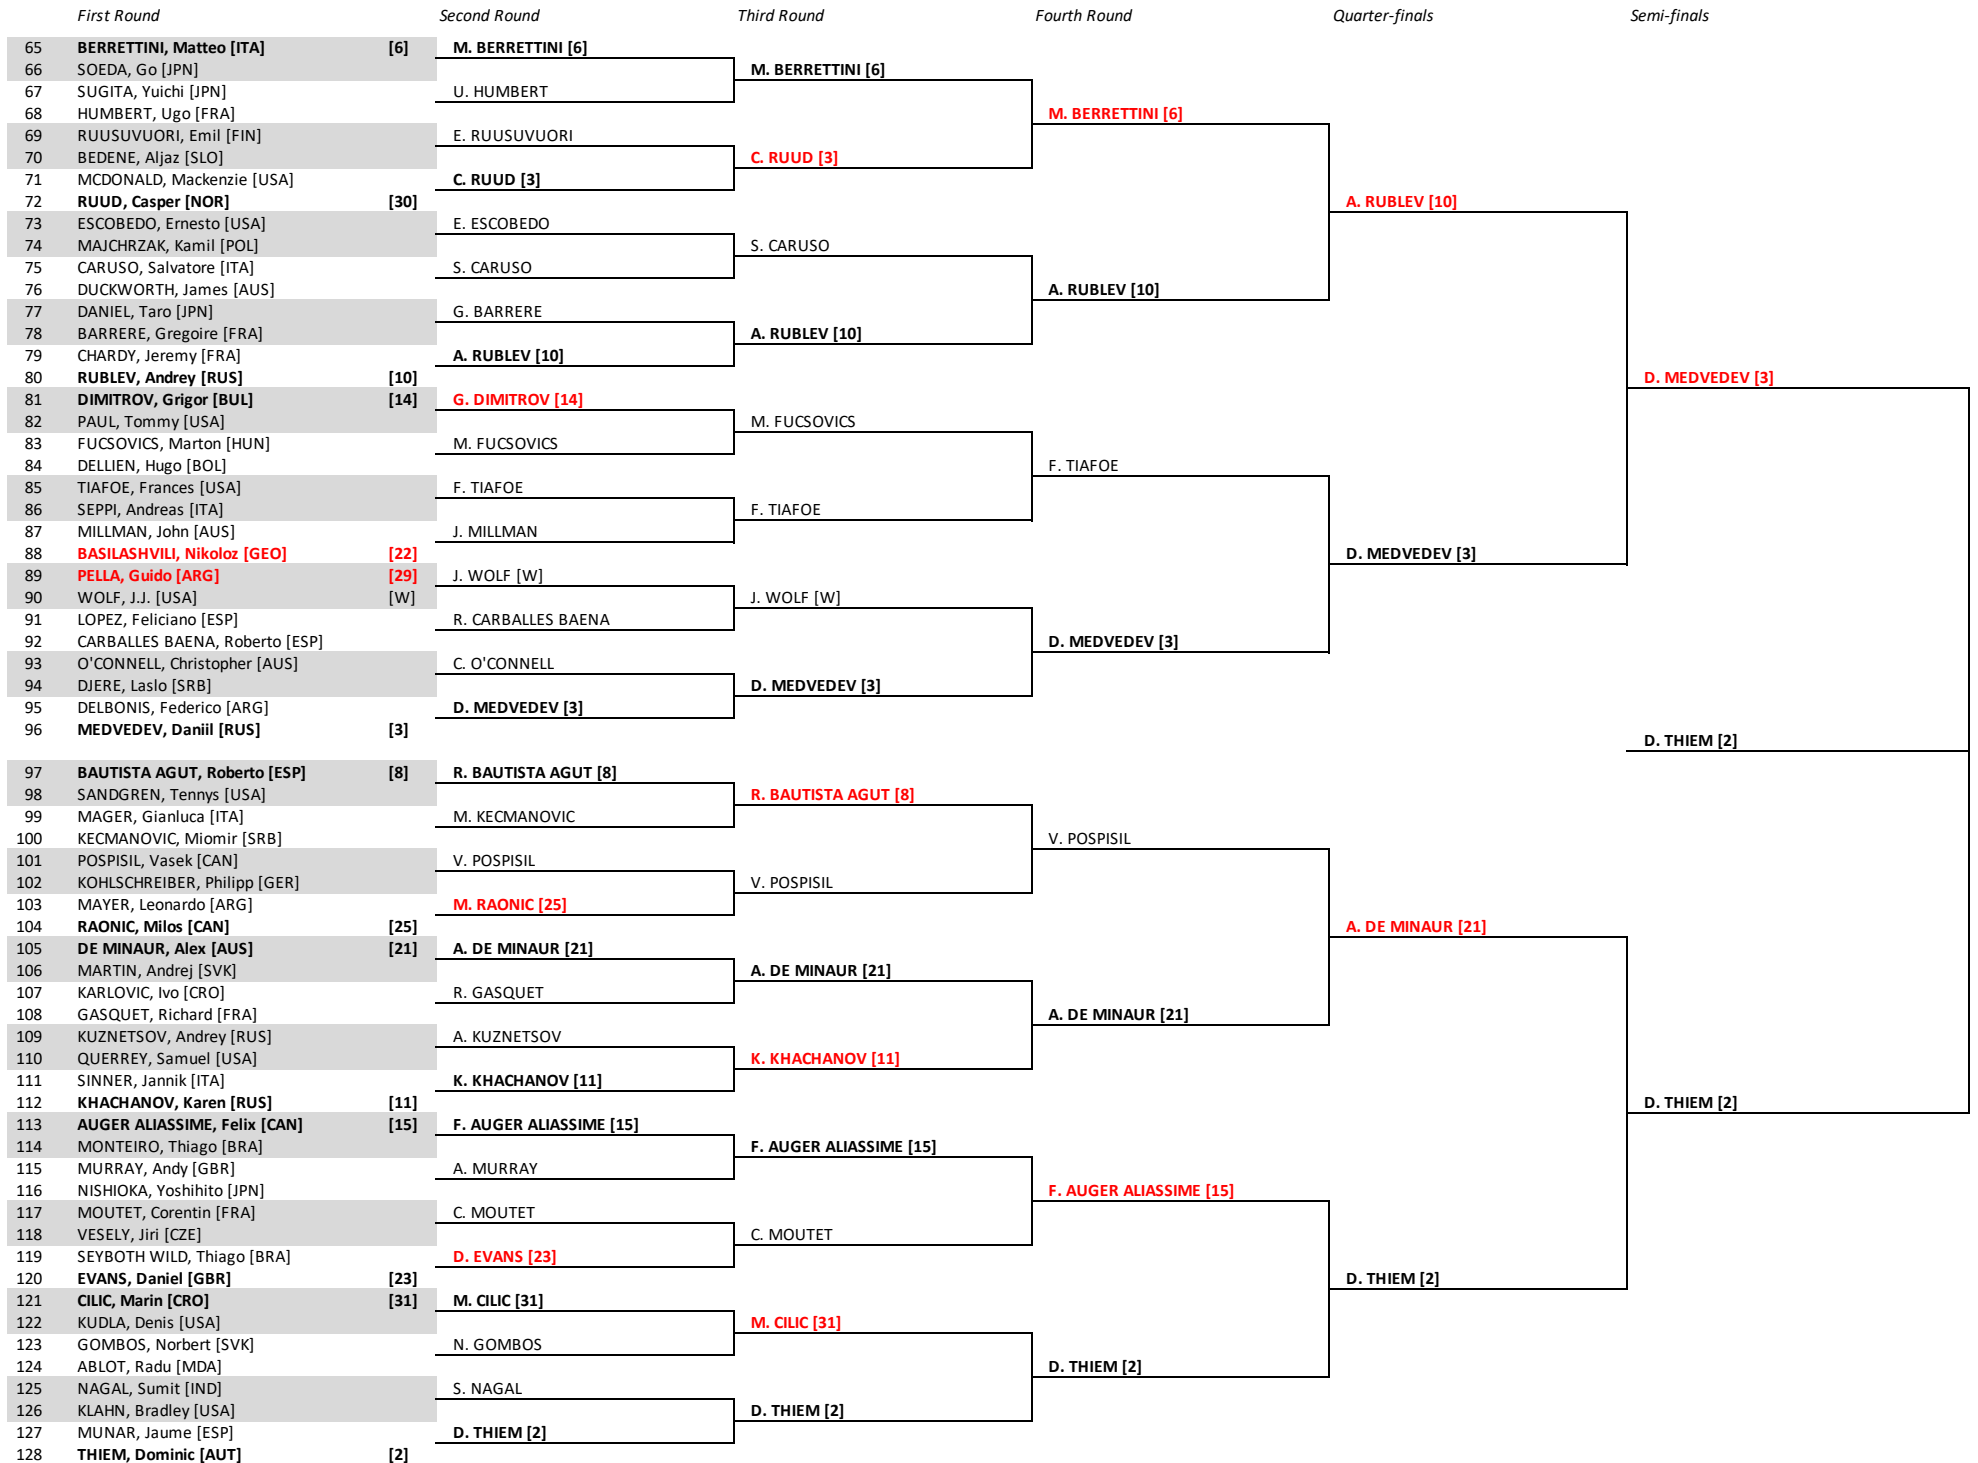 First Round Second Round Third Round Fourth Round Quarter-finals Semi-finals
65 BERRETTINI, Matteo [ITA] [6] M. BERRETTINI [6]
66 SOEDA, Go [JPN] M. BERRETTINI [6]
67 SUGITA, Yuichi [JPN] U. HUMBERT
68 HUMBERT, Ugo [FRA] M. BERRETTINI [6]
69 RUUSUVUORI, Emil [FIN] E. RUUSUVUORI
70 BEDENE, Aljaz [SLO] C. RUUD [3]
71 MCDONALD, Mackenzie [USA] C. RUUD [3]
72 RUUD, Casper [NOR] [30] A. RUBLEV [10]
73 ESCOBEDO, Ernesto [USA] E. ESCOBEDO
74 MAJCHRZAK, Kamil [POL] S. CARUSO
75 CARUSO, Salvatore [ITA] S. CARUSO
76 DUCKWORTH, James [AUS] A. RUBLEV [10]
77 DANIEL, Taro [JPN] G. BARRERE
78 BARRERE, Gregoire [FRA] A. RUBLEV [10]
79 CHARDY, Jeremy [FRA] A. RUBLEV [10]
80 RUBLEV, Andrey [RUS] [10] D. MEDVEDEV [3]
81 DIMITROV, Grigor [BUL] [14] G. DIMITROV [14]
82 PAUL, Tommy [USA] M. FUCSOVICS
83 FUCSOVICS, Marton [HUN] M. FUCSOVICS
84 DELLIEN, Hugo [BOL] F. TIAFOE
85 TIAFOE, Frances [USA] F. TIAFOE
86 SEPPI, Andreas [ITA] F. TIAFOE
87 MILLMAN, John [AUS] J. MILLMAN
88 BASILASHVILI, Nikoloz [GEO] [22] D. MEDVEDEV [3]
89 PELLA, Guido [ARG] [29] J. WOLF [W]
90 WOLF, J.J. [USA] [W] J. WOLF [W]
91 LOPEZ, Feliciano [ESP] R. CARBALLES BAENA
92 CARBALLES BAENA, Roberto [ESP] D. MEDVEDEV [3]
93 O'CONNELL, Christopher [AUS] C. O'CONNELL
94 DJERE, Laslo [SRB] D. MEDVEDEV [3]
95 DELBONIS, Federico [ARG] D. MEDVEDEV [3]
96 MEDVEDEV, Daniil [RUS] [3]
D. THIEM [2]
97 BAUTISTA AGUT, Roberto [ESP] [8] R. BAUTISTA AGUT [8]
98 SANDGREN, Tennys [USA] R. BAUTISTA AGUT [8]
99 MAGER, Gianluca [ITA] M. KECMANOVIC
100 KECMANOVIC, Miomir [SRB] V. POSPISIL
101 POSPISIL, Vasek [CAN] V. POSPISIL
102 KOHLSCHREIBER, Philipp [GER] V. POSPISIL
103 MAYER, Leonardo [ARG] M. RAONIC [25]
104 RAONIC, Milos [CAN] [25] A. DE MINAUR [21]
105 DE MINAUR, Alex [AUS] [21] A. DE MINAUR [21]
106 MARTIN, Andrej [SVK] A. DE MINAUR [21]
107 KARLOVIC, Ivo [CRO] R. GASQUET
108 GASQUET, Richard [FRA] A. DE MINAUR [21]
109 KUZNETSOV, Andrey [RUS] A. KUZNETSOV
110 QUERREY, Samuel [USA] K. KHACHANOV [11]
111 SINNER, Jannik [ITA] K. KHACHANOV [11]
112 KHACHANOV, Karen [RUS] [11] D. THIEM [2]
113 AUGER ALIASSIME, Felix [CAN] [15] F. AUGER ALIASSIME [15]
114 MONTEIRO, Thiago [BRA] F. AUGER ALIASSIME [15]
115 MURRAY, Andy [GBR] A. MURRAY
116 NISHIOKA, Yoshihito [JPN] F. AUGER ALIASSIME [15]
117 MOUTET, Corentin [FRA] C. MOUTET
118 VESELY, Jiri [CZE] C. MOUTET
119 SEYBOTH WILD, Thiago [BRA] D. EVANS [23]
120 EVANS, Daniel [GBR] [23] D. THIEM [2]
121 CILIC, Marin [CRO] [31] M. CILIC [31]
122 KUDLA, Denis [USA] M. CILIC [31]
123 GOMBOS, Norbert [SVK] N. GOMBOS
124 ABLOT, Radu [MDA] D. THIEM [2]
125 NAGAL, Sumit [IND] S. NAGAL
126 KLAHN, Bradley [USA] D. THIEM [2]
127 MUNAR, Jaume [ESP] D. THIEM [2]
128 THIEM, Dominic [AUT] [2]